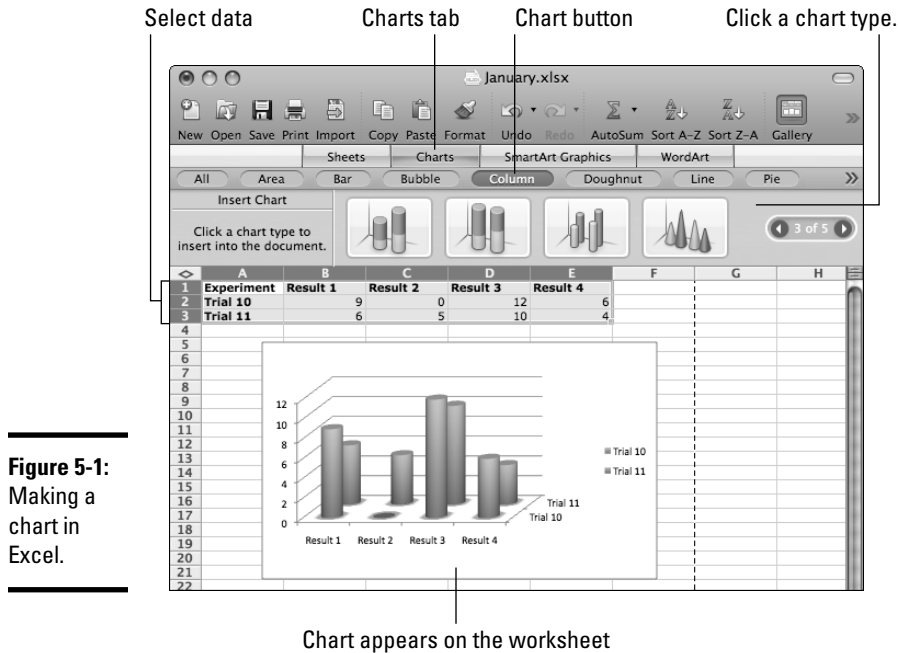 Select data Charts tab Chart button Click a chart type.
January.xlsx
New Open Save Print Import Copy Paste Format Undo Redo AutoSum Sort A-Z Sort Z-A Gallery
Sheets Charts SmartArt Graphics WordArt
All Area Bar Bubble Column Doughnut Line Pie
Insert Chart
Click a chart type to
insert into the document.
3 of 5
A B C D E F G H
1 Experiment Result 1 Result 2 Result 3 Result 4
2 Trial 10 9 0 12 6
3 Trial 11 6 5 10 4
4
5
6
7
8
9
10
11
12
13
14
15
16
17
18
19
20
21
22
12
10
8
6
4
2
0
Result 1 Result 2 Result 3 Result 4
Trial 11
Trial 10
Trial 10
Trial 11
Figure 5-1:
Making a
chart in
Excel.
Chart appears on the worksheet